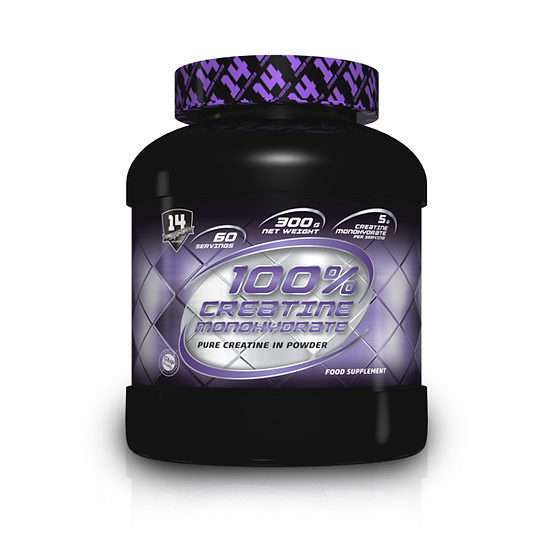 14
60
SERVINGS
300G
NET WEIGHT
5g
CREATINE
MONOHYDRATE
PER SERVING
100%
CREATINE
MONOHYDRATE
PURE CREATINE IN POWDER
FOOD SUPPLEMENT